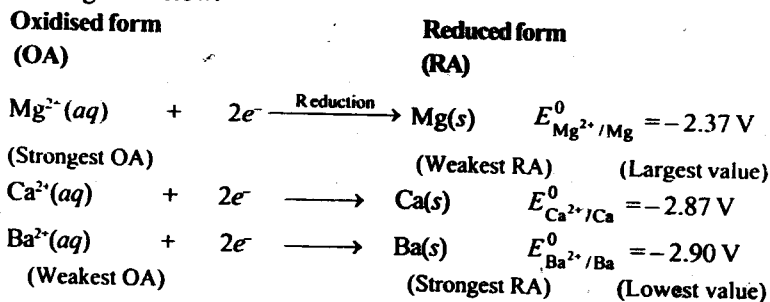 Oxidised form Reduced form
(OA) (RA)
Mg²⁺(aq) + 2e⁻ Reduction⟶ Mg(s) E⁰Mg²⁺/Mg = −2.37 V
(Strongest OA) (Weakest RA) (Largest value)
Ca²⁺(aq) + 2e⁻ ⟶ Ca(s) E⁰Ca²⁺/Ca = −2.87 V
Ba²⁺(aq) + 2e⁻ ⟶ Ba(s) E⁰Ba²⁺/Ba = −2.90 V
(Weakest OA) (Strongest RA) (Lowest value)